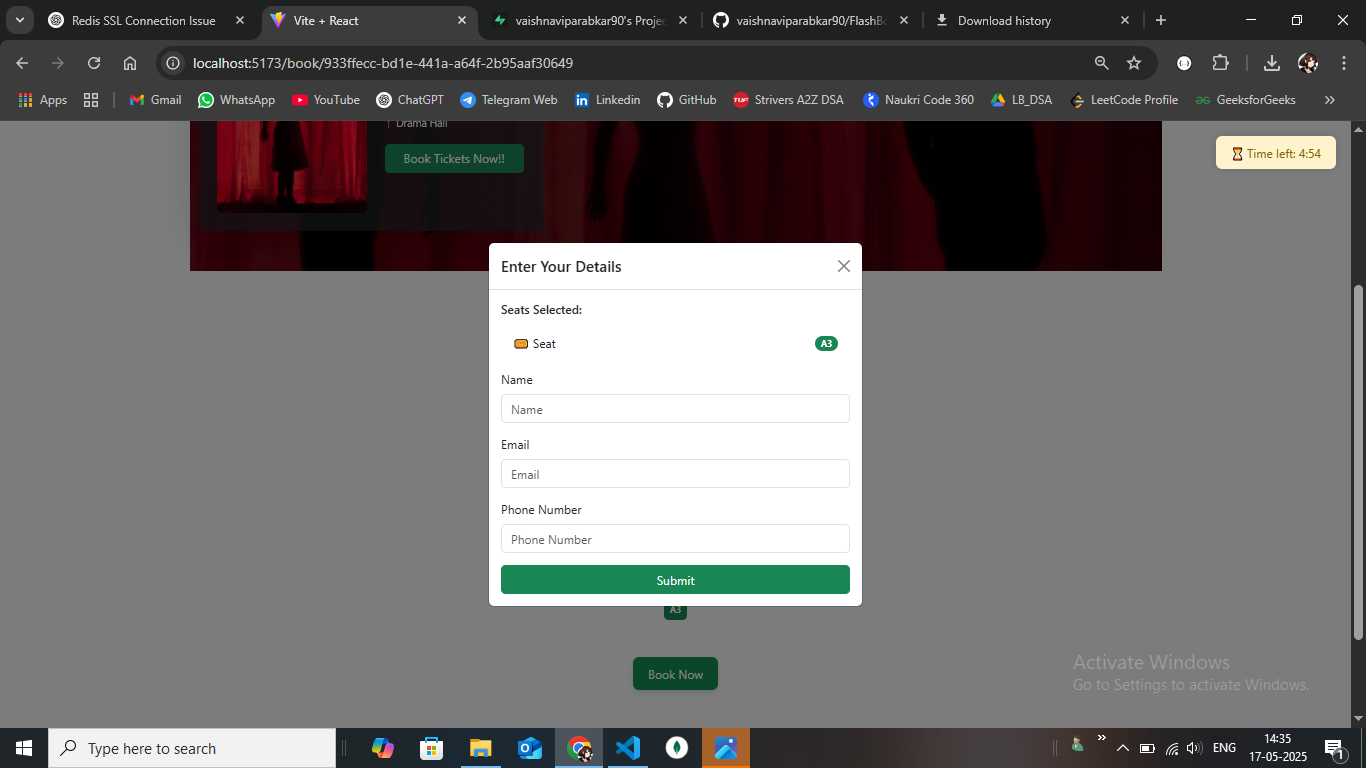 Redis SSL Connection Issue
Vite + React
vaishnaviparabkar90's Projec
vaishnaviparabkar90/FlashBo
Download history
localhost:5173/book/933ffecc-bd1e-441a-a64f-2b95aaf30649
Apps
Gmail
WhatsApp
YouTube
ChatGPT
Telegram Web
Linkedin
GitHub
TUF
Strivers A2Z DSA
Naukri Code 360
LB_DSA
LeetCode Profile
GeeksforGeeks
Drama Hall
Book Tickets Now!!
Time left: 4:54
Enter Your Details
Seats Selected:
Seat
A3
Name
Name
Email
Email
Phone Number
Phone Number
Submit
A3
Book Now
Activate Windows
Go to Settings to activate Windows.
Type here to search
ENG
14:35
17-05-2025
1